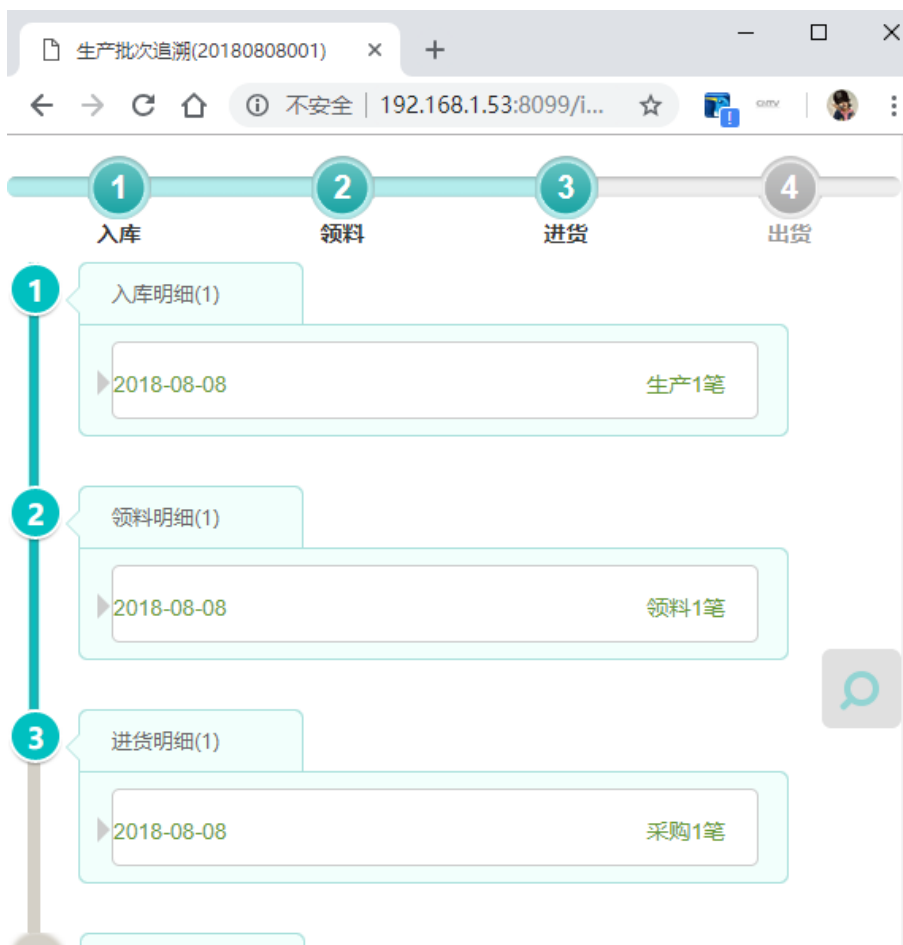 生产批次追溯(20180808001)
不安全 | 192.168.1.53:8099/i...
1 2 3 4
入库 领料 进货 出货
1 入库明细(1)
2018-08-08 生产1笔
2 领料明细(1)
2018-08-08 领料1笔
3 进货明细(1)
2018-08-08 采购1笔